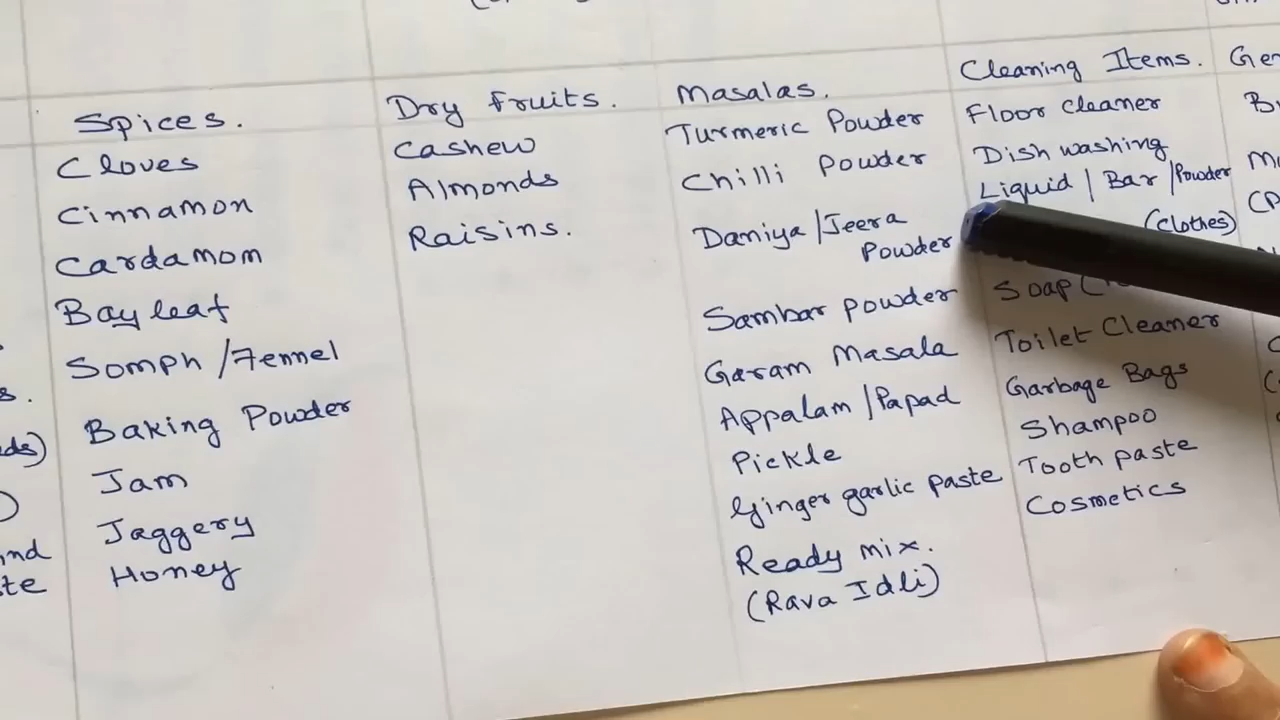 Spices.
Cloves
Cinnamon
Cardamom
Bay leaf
Somph / Fennel
Baking Powder
Jam
Jaggery
Honey
Dry fruits.
Cashew
Almonds
Raisins.
Masalas.
Turmeric Powder
Chilli Powder
Daniya / Jeera
Powder
Sambar powder
Garam Masala
Appalam / Papad
Pickle
Ginger garlic paste
Ready mix.
(Rava Idli)
Cleaning Items.
Floor cleaner
Dish washing
Liquid / Bar / Powder
(clothes)
Soap (
Toilet Cleaner
Garbage Bags
Shampoo
Tooth paste
Cosmetics